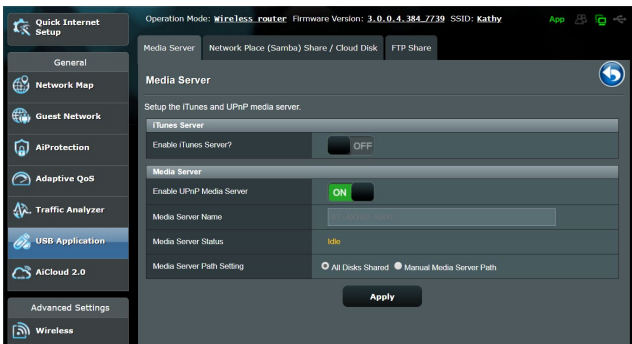 Quick Internet Setup
Operation Mode: Wireless router Firmware Version: 3.0.0.4.384_7739 SSID: Kathy App
General
Network Map
Guest Network
AiProtection
Adaptive QoS
Traffic Analyzer
USB Application
AiCloud 2.0
Advanced Settings
Wireless
Media Server Network Place (Samba) Share / Cloud Disk FTP Share
Media Server
Setup the iTunes and UPnP media server.
iTunes Server
Enable iTunes Server? OFF
Media Server
Enable UPnP Media Server ON
Media Server Name
Media Server Status Idle
Media Server Path Setting All Disks Shared Manual Media Server Path
Apply